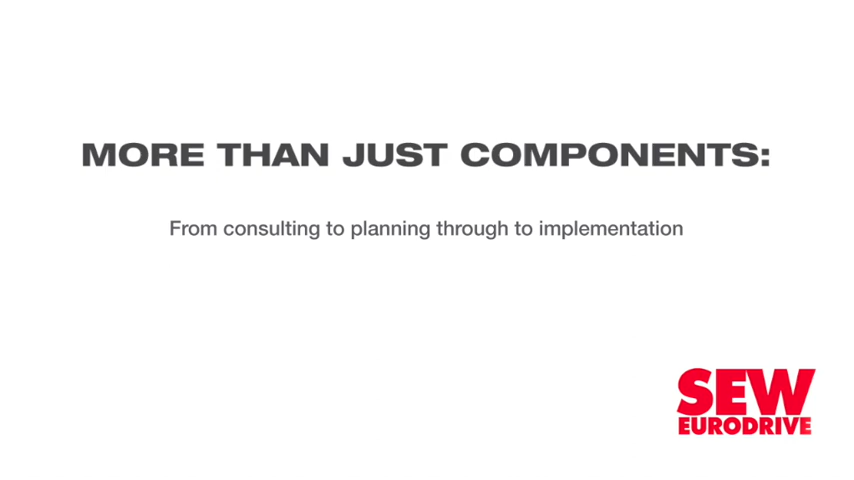 MORE THAN JUST COMPONENTS:
From consulting to planning through to implementation
SEW
EURODRIVE